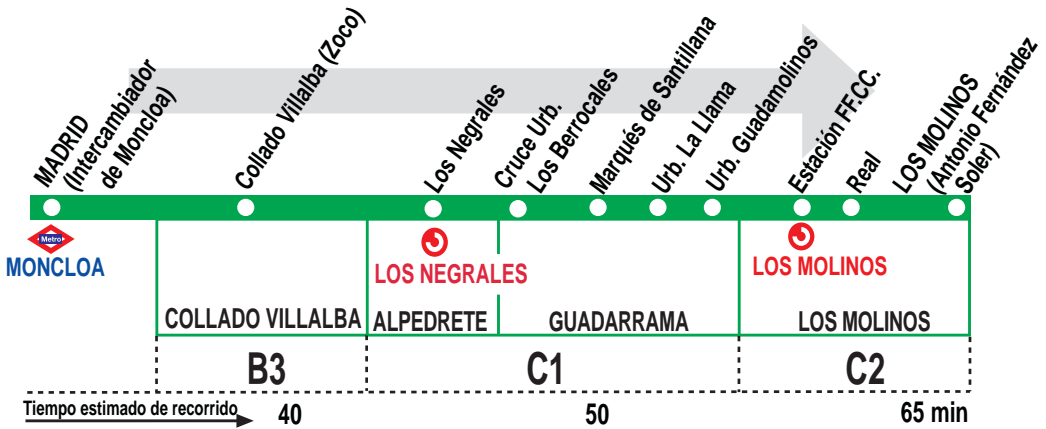 MADRID
(Intercambiador
de Moncloa)
Collado Villalba (Zoco)
Los Negrales
Cruce Urb.
Los Berrocales
Marqués de Santillana
Urb. La Llama
Urb. Guadamolinos
Estación FF.CC.
Real
LOS MOLINOS
(Antonio Fernández
Soler)
Metro
MONCLOA
LOS NEGRALES
LOS MOLINOS
COLLADO VILLALBA
ALPEDRETE
GUADARRAMA
LOS MOLINOS
B3
C1
C2
Tiempo estimado de recorrido
40
50
65 min